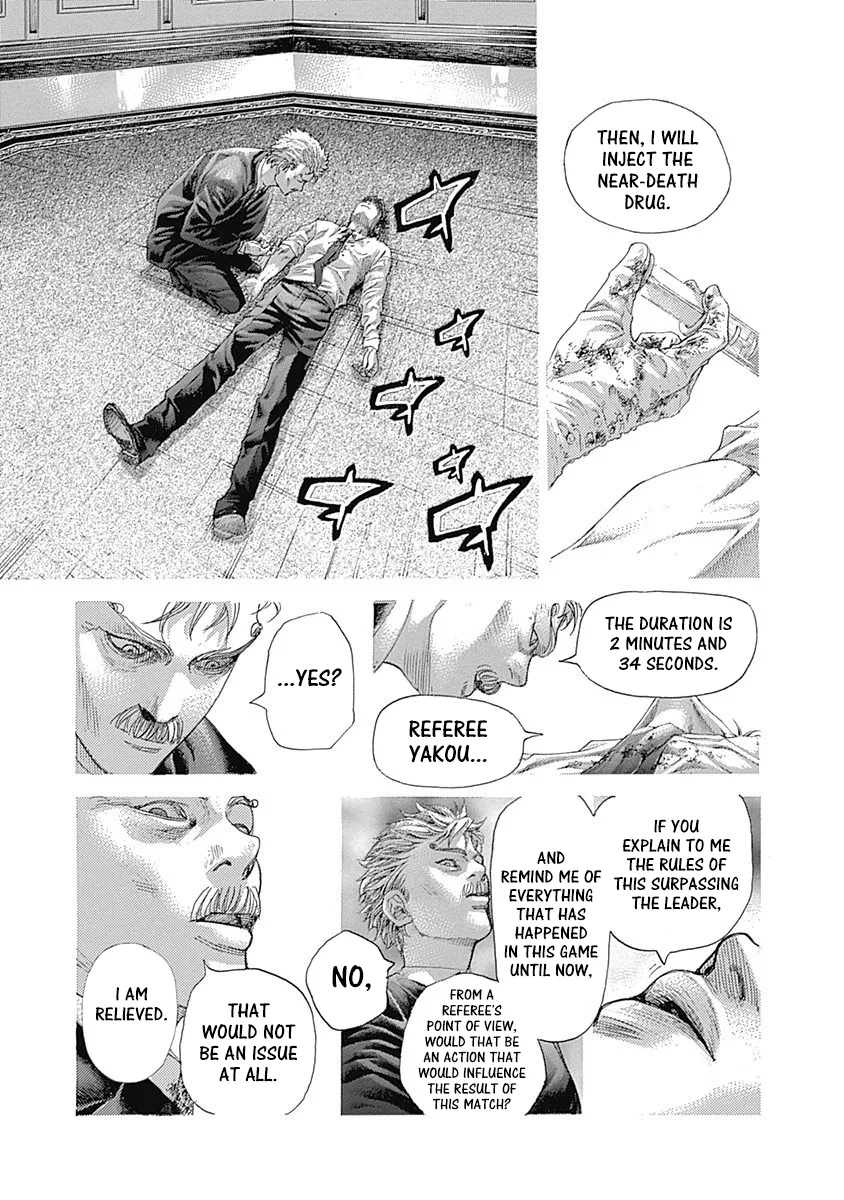 THEN, I WILL
INJECT THE
NEAR-DEATH
DRUG.
THE DURATION IS
2 MINUTES AND
34 SECONDS.
REFEREE
YAKOU...
...YES?
IF YOU
EXPLAIN TO ME
THE RULES OF
THIS SURPASSING
THE LEADER,
AND
REMIND ME OF
EVERYTHING
THAT HAS
HAPPENED
IN THIS GAME
UNTIL NOW,
FROM A
REFEREE'S
POINT OF VIEW,
WOULD THAT BE
AN ACTION THAT
WOULD INFLUENCE
THE RESULT OF
THIS MATCH?
NO,
THAT
WOULD NOT
BE AN ISSUE
AT ALL.
I AM
RELIEVED.